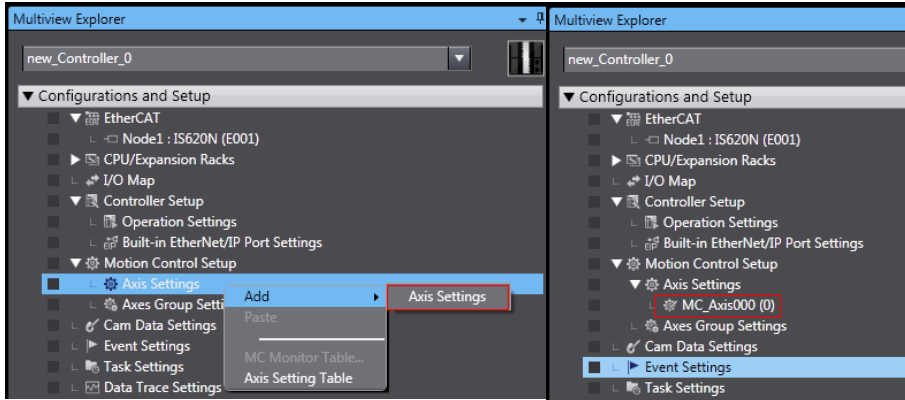 Multiview Explorer
new_Controller_0
Configurations and Setup
EtherCAT
Node1 : IS620N (E001)
CPU/Expansion Racks
I/O Map
Controller Setup
Operation Settings
Built-in EtherNet/IP Port Settings
Motion Control Setup
Axis Settings
Axes Group Setti
Cam Data Settings
Event Settings
Task Settings
Data Trace Settings
Add
Paste
MC Monitor Table...
Axis Setting Table
Axis Settings
Multiview Explorer
new_Controller_0
Configurations and Setup
EtherCAT
Node1 : IS620N (E001)
CPU/Expansion Racks
I/O Map
Controller Setup
Operation Settings
Built-in EtherNet/IP Port Settings
Motion Control Setup
Axis Settings
MC_Axis000 (0)
Axes Group Settings
Cam Data Settings
Event Settings
Task Settings